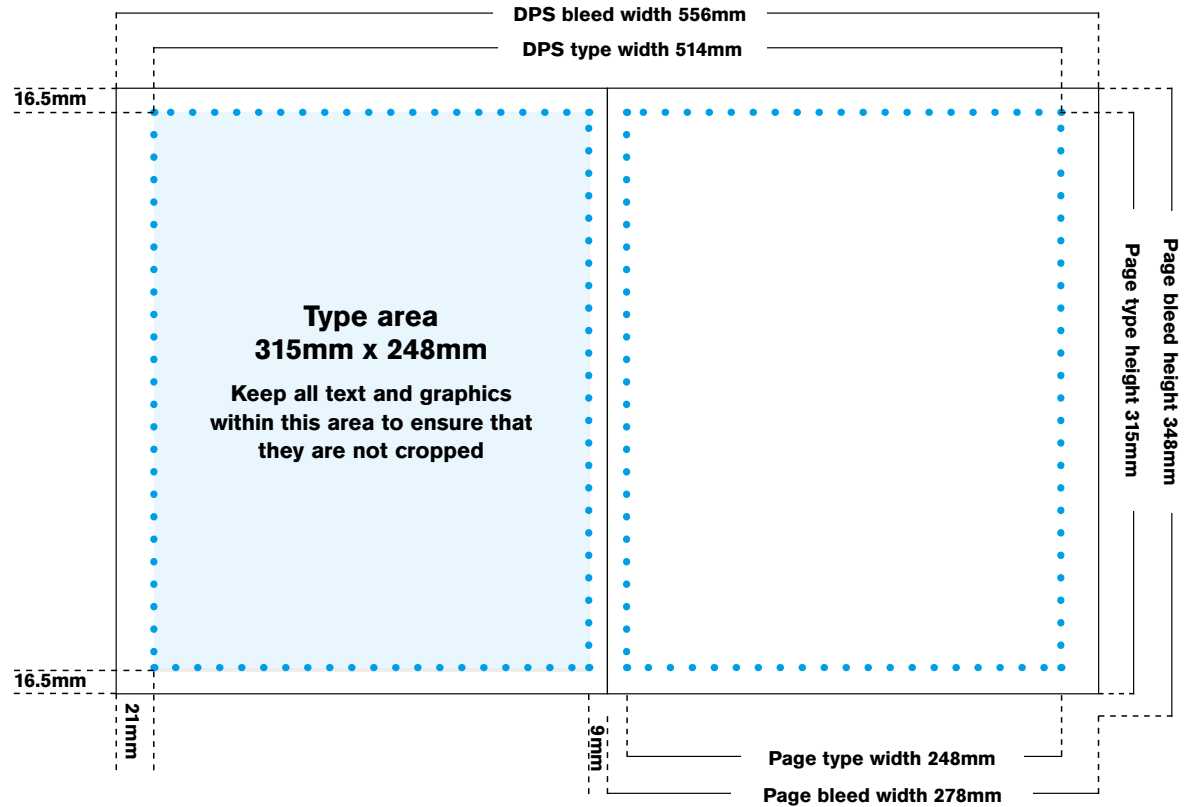 DPS bleed width 556mm
DPS type width 514mm
16.5mm
Type area
315mm x 248mm
Keep all text and graphics
within this area to ensure that
they are not cropped
Page type height 315mm
Page bleed height 348mm
16.5mm
21mm
9mm
Page type width 248mm
Page bleed width 278mm